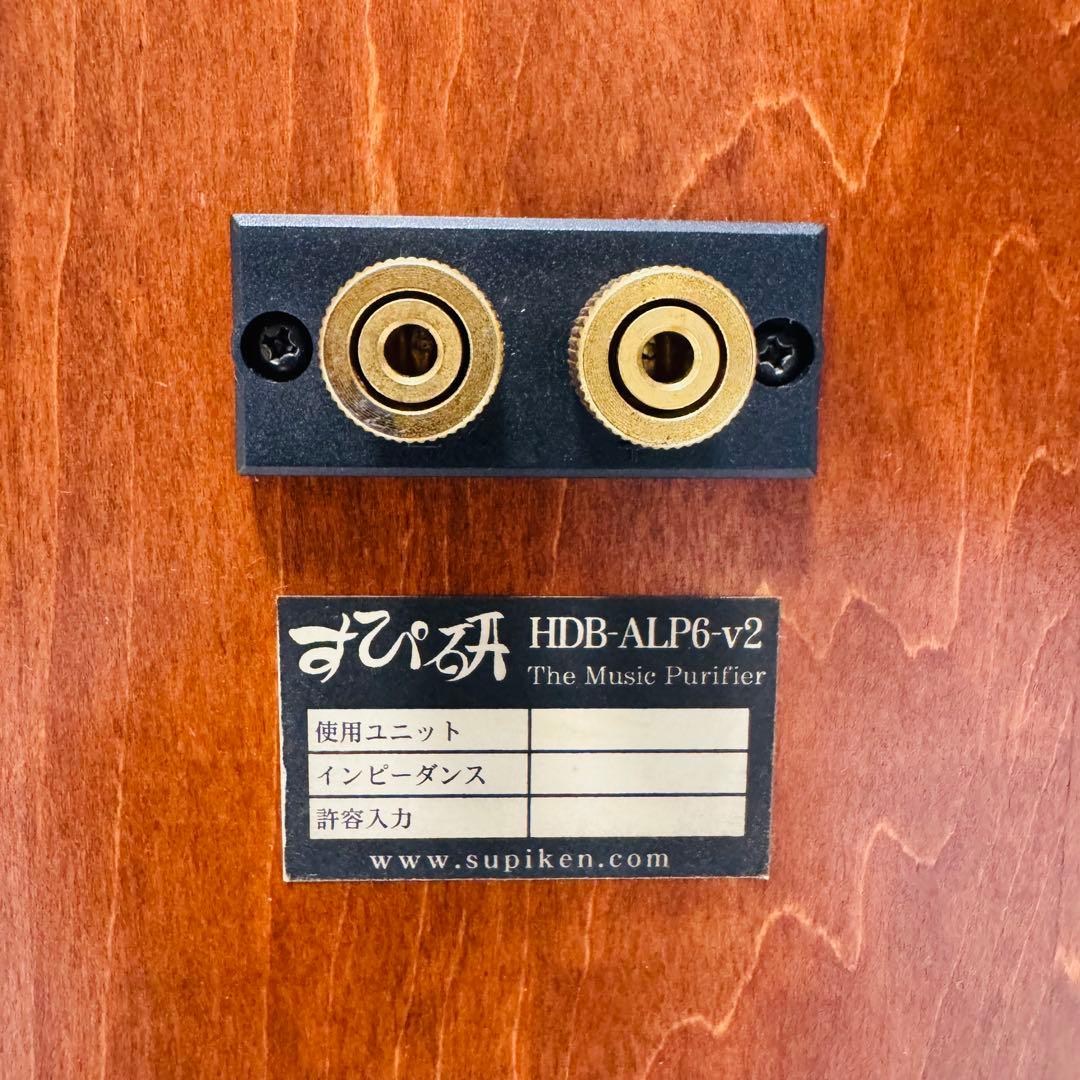 すぴ研 HDB-ALP6-v2
The Music Purifier
使用ユニット
インピーダンス
許容入力
www.supiken.com